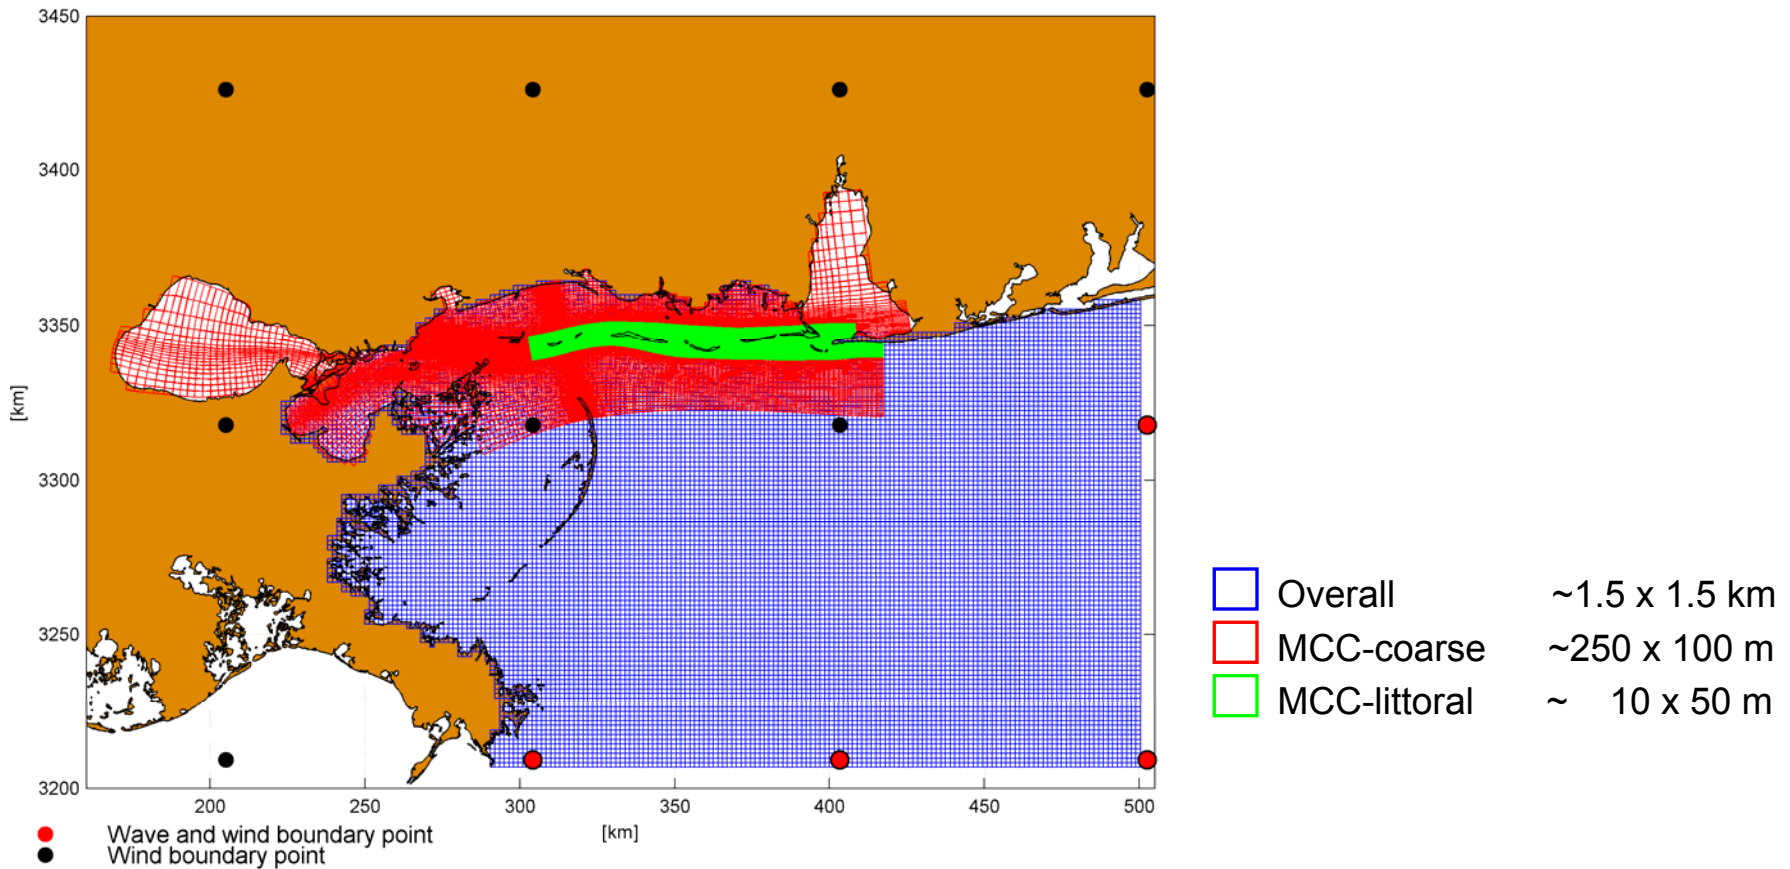 3450
3400
3350
[km]
3300
3250
3200
200 250 300 350 400 450 500
[km]
Wave and wind boundary point
Wind boundary point
Overall ~1.5 x 1.5 km
MCC-coarse ~250 x 100 m
MCC-littoral ~ 10 x 50 m